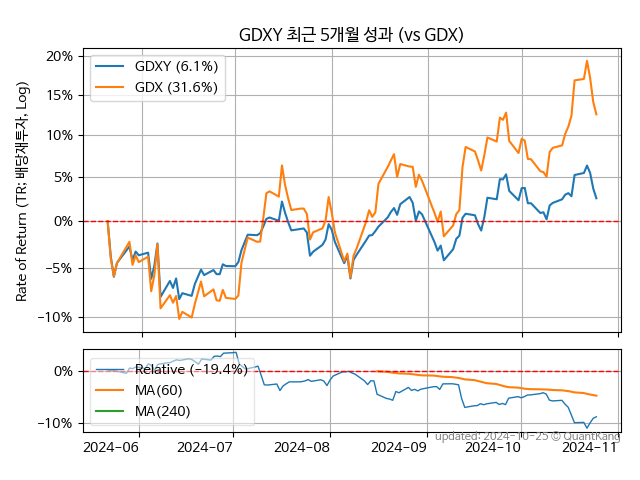 GDXY 최근 5개월 성과 (vs GDX)
20%
15%
10%
5%
0%
−5%
−10%
Rate of Return (TR: 배당재투자, Log)
GDXY (6.1%)
GDX (31.6%)
0%
−10%
Relative (−19.4%)
MA(60)
MA(240)
updated: 2024-10-25 © QuantKang
2024-06
2024-07
2024-08
2024-09
2024-10
2024-11